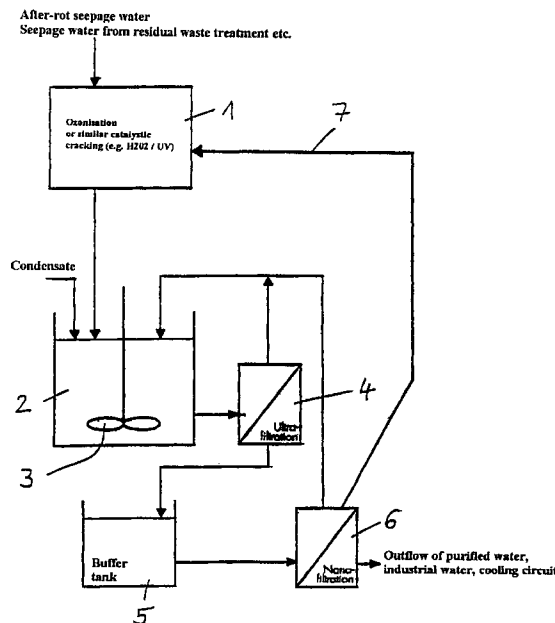 After-rot seepage water
Seepage water from residual waste treatment etc.
Ozonisation
or similar catalystic
cracking (e.g. H202 / UV)
1
7
Condensate
2
3
4
Ultra-
filtration
Buffer
tank
5
6
Nano-
filtration
Outflow of purified water,
industrial water, cooling circuit